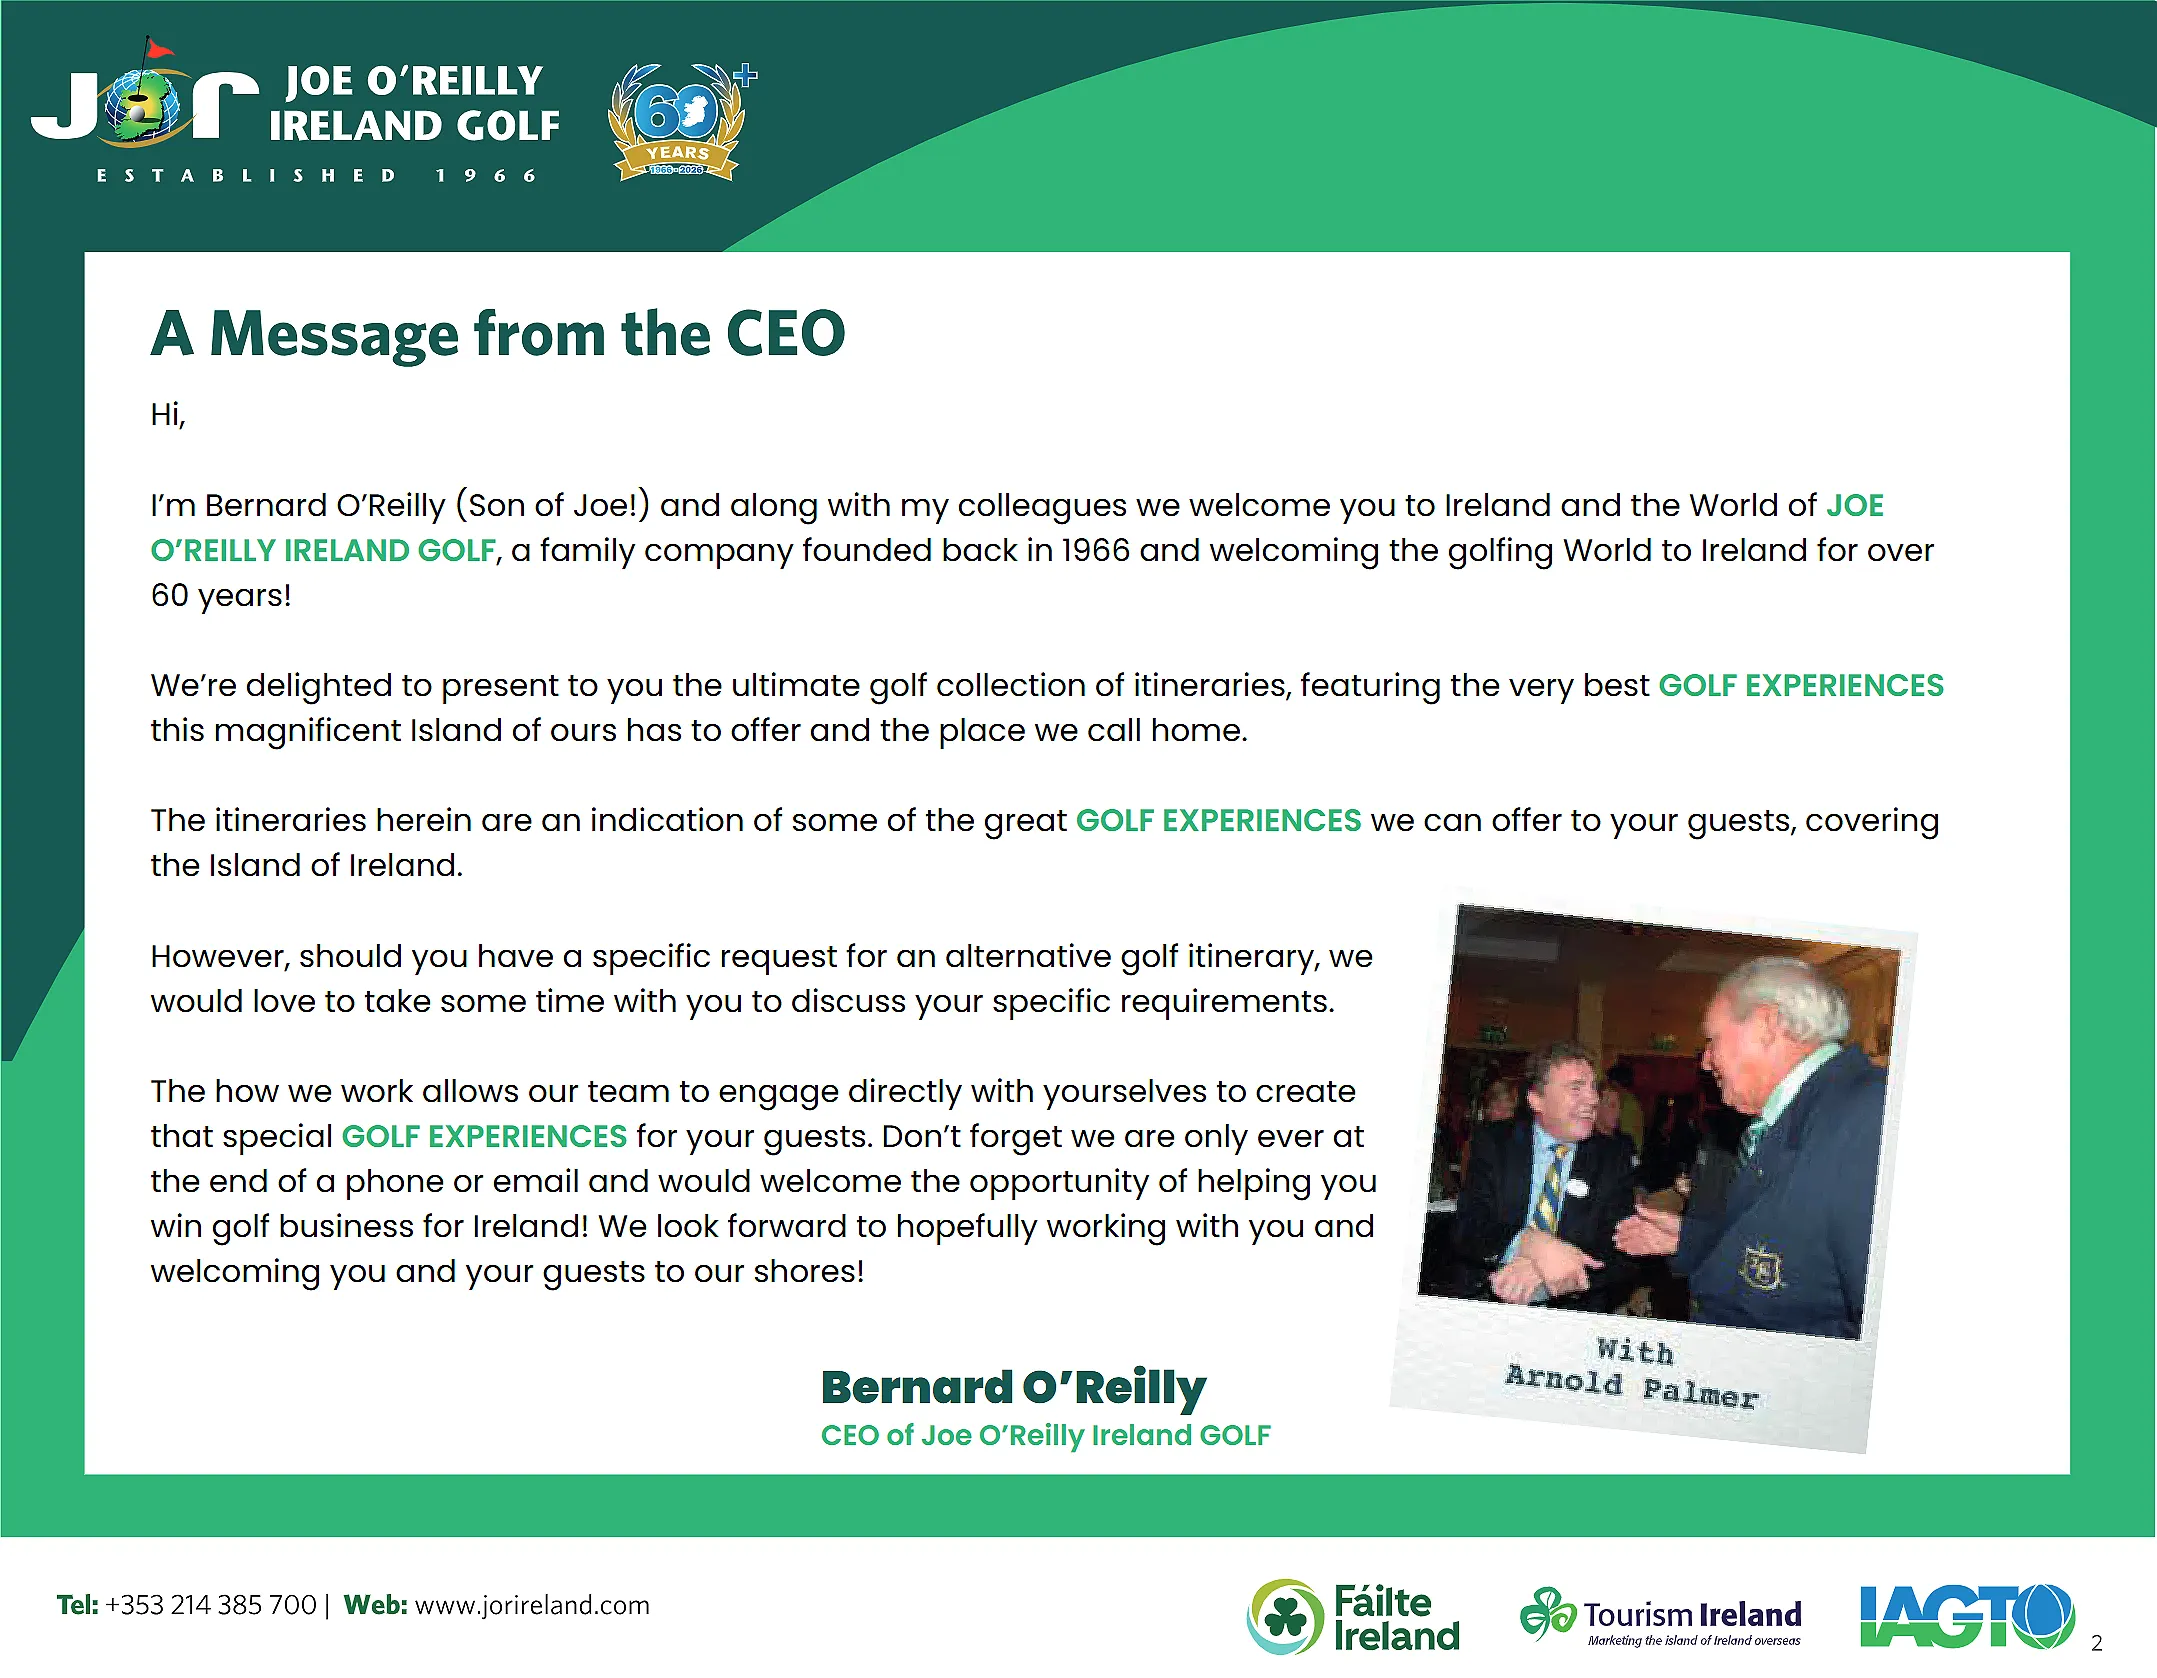 JOr
JOE O'REILLY
IRELAND GOLF
ESTABLISHED 1966
60+
YEARS
1966-2026
A Message from the CEO
Hi,
I'm Bernard O'Reilly (Son of Joe!) and along with my colleagues we welcome you to Ireland and the World of JOE
O'REILLY IRELAND GOLF, a family company founded back in 1966 and welcoming the golfing World to Ireland for over
60 years!
We're delighted to present to you the ultimate golf collection of itineraries, featuring the very best GOLF EXPERIENCES
this magnificent Island of ours has to offer and the place we call home.
The itineraries herein are an indication of some of the great GOLF EXPERIENCES we can offer to your guests, covering
the Island of Ireland.
However, should you have a specific request for an alternative golf itinerary, we
would love to take some time with you to discuss your specific requirements.
The how we work allows our team to engage directly with yourselves to create
that special GOLF EXPERIENCES for your guests. Don't forget we are only ever at
the end of a phone or email and would welcome the opportunity of helping you
win golf business for Ireland! We look forward to hopefully working with you and
welcoming you and your guests to our shores!
With
Arnold Palmer
Bernard O'Reilly
CEO of Joe O'Reilly Ireland GOLF
Tel: +353 214 385 700 | Web: www.jorireland.com
Fáilte
Ireland
Tourism Ireland
Marketing the island of Ireland overseas
IAGTO
2